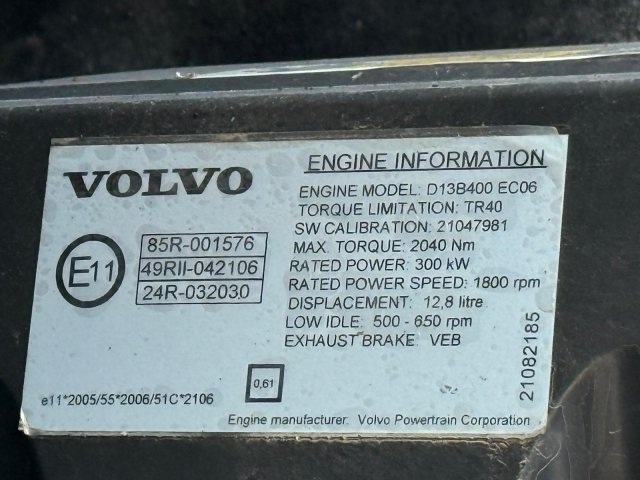 VOLVO
ENGINE INFORMATION
ENGINE MODEL: D13B400 EC06
TORQUE LIMITATION: TR40
SW CALIBRATION: 21047981
MAX. TORQUE: 2040 Nm
RATED POWER: 300 kW
RATED POWER SPEED: 1800 rpm
DISPLACEMENT: 12,8 litre
LOW IDLE: 500 - 650 rpm
EXHAUST BRAKE: VEB
E11
85R-001576
49RII-042106
24R-032030
0,61
e11*2005/55*2006/51C*2106
Engine manufacturer: Volvo Powertrain Corporation
21082185